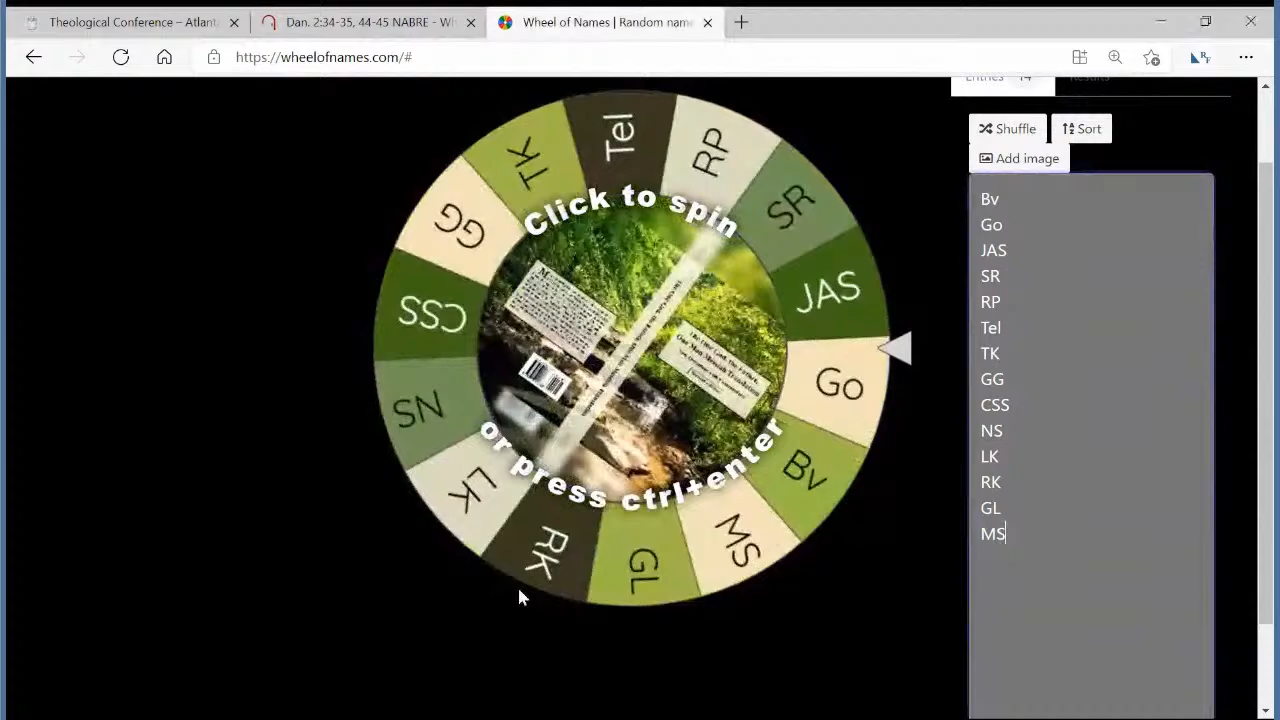 Theological Conference – Atlant
Dan. 2:34-35, 44-45 NABRE - W
Wheel of Names | Random name
https://wheelofnames.com/#
Entries 14 Results
Shuffle Sort
Add image
Bv
Go
JAS
SR
RP
Tel
TK
GG
CSS
NS
LK
RK
GL
MS
Click to spin
or press ctrl+enter
Tel
RP
SR
JAS
Go
Bv
MS
GL
RK
LK
NS
CSS
GG
TK